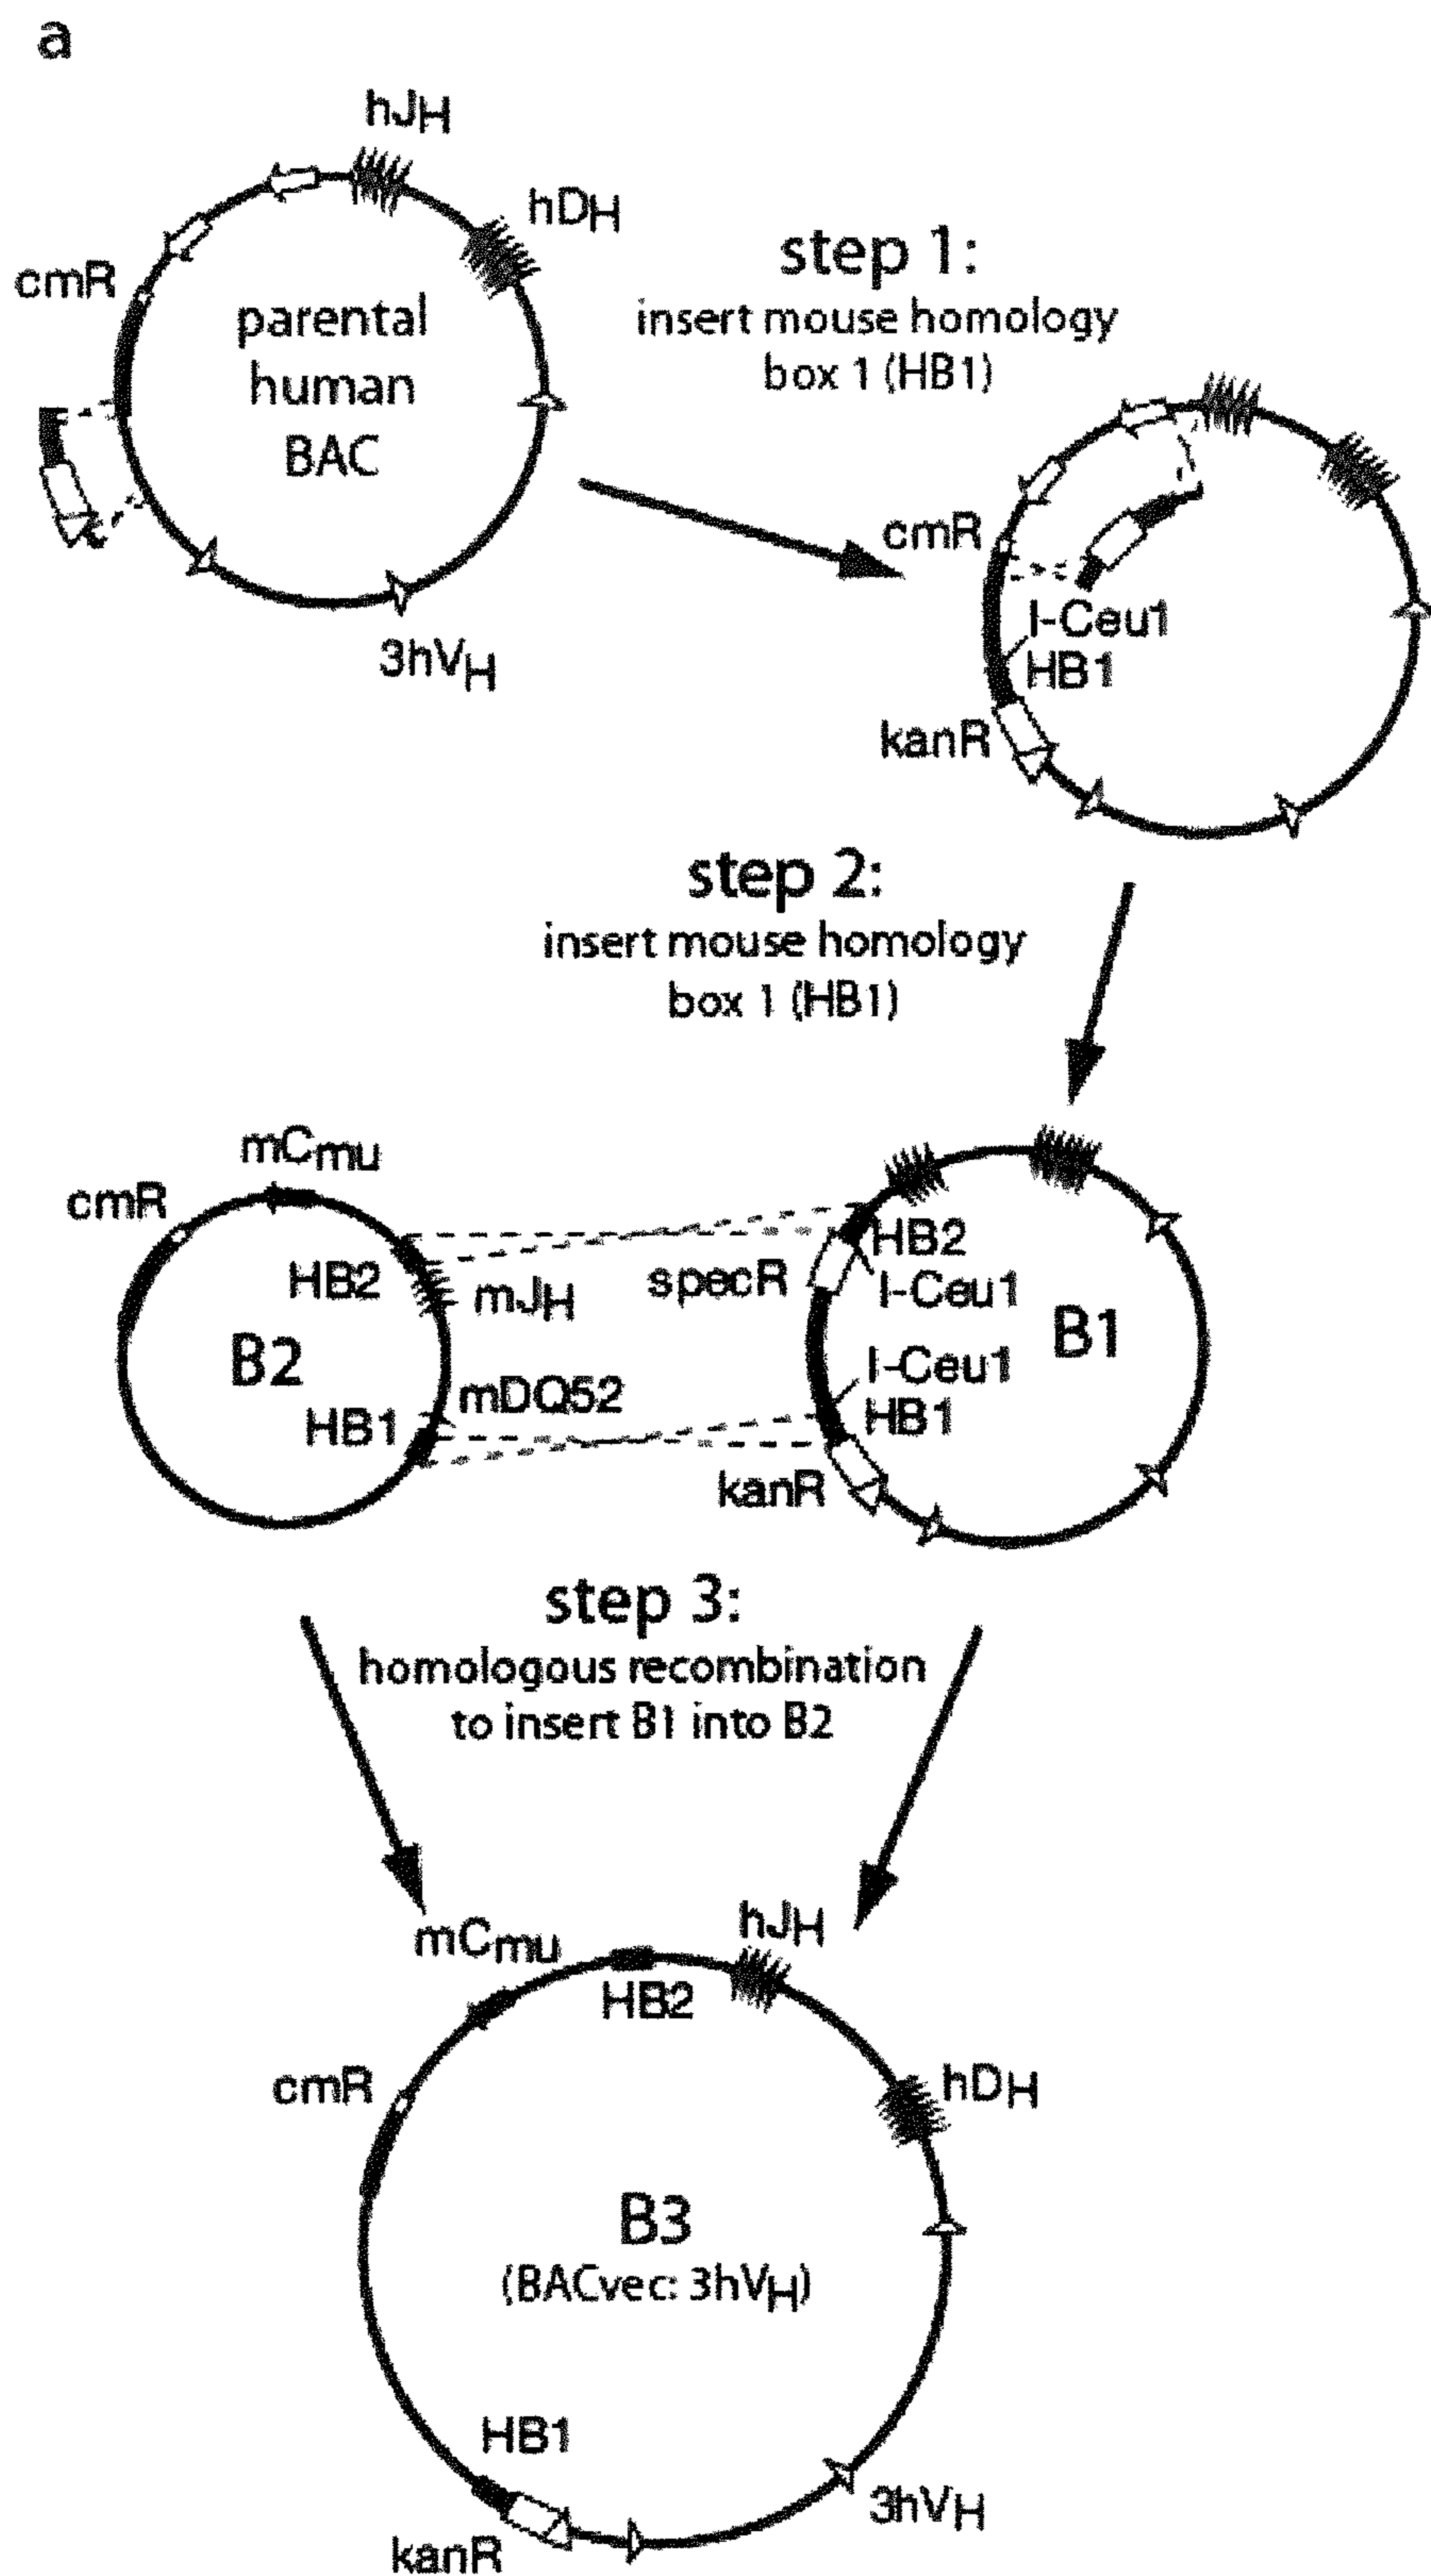 a
hJH
hDH
cmR
parental
human
BAC
3hVH
step 1:
insert mouse homology
box 1 (HB1)
cmR
I-Ceu1
HB1
kanR
step 2:
insert mouse homology
box 1 (HB1)
mCmu
cmR
HB2
mJH
B2
mDQ52
HB1
HB2
specR
I-Ceu1
B1
I-Ceu1
HB1
kanR
step 3:
homologous recombination
to insert B1 into B2
mCmu
HB2
hJH
cmR
hDH
B3
(BACvec: 3hVH)
HB1
3hVH
kanR